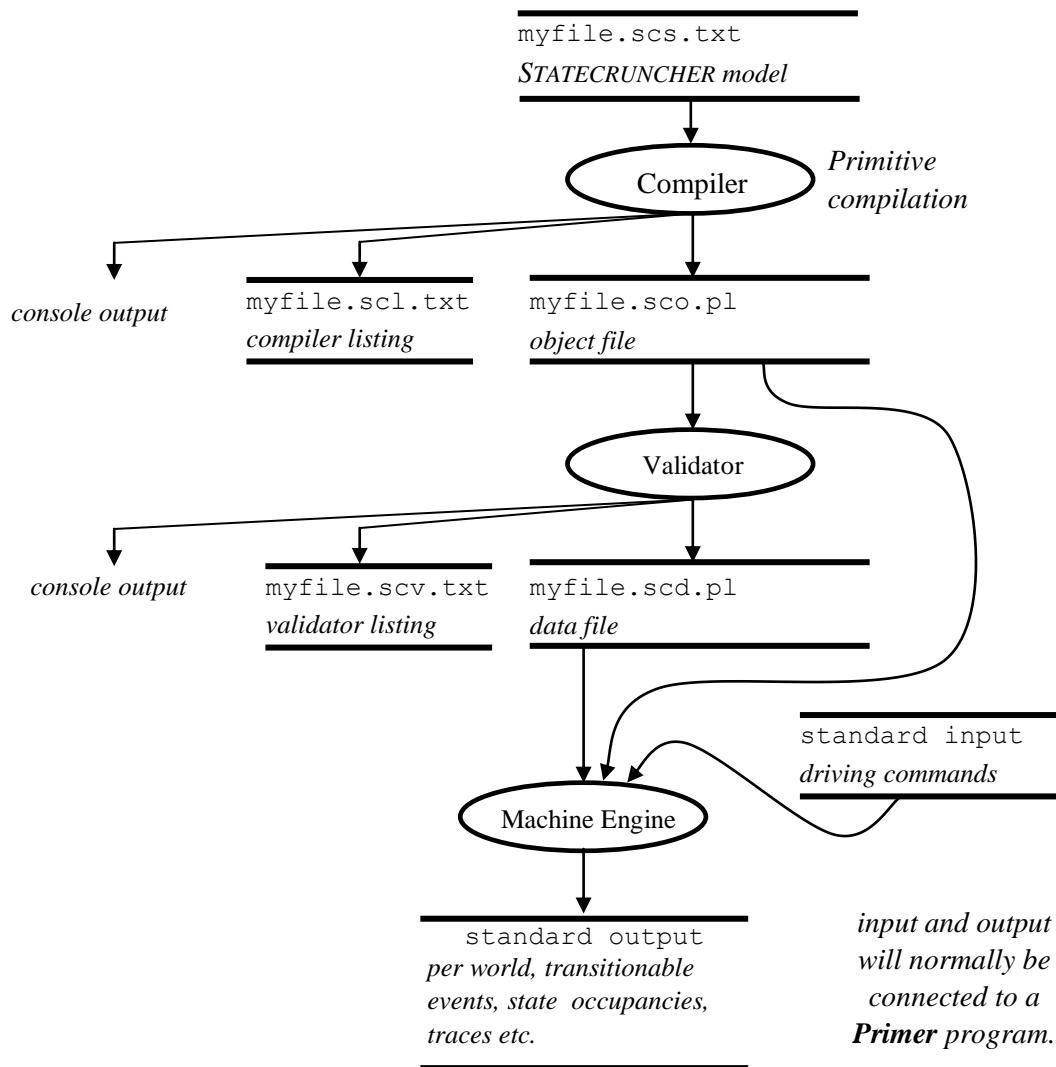 myfile.scs.txt
STATECRUNCHER model
Compiler
Primitive
compilation
console output
myfile.scl.txt
compiler listing
myfile.sco.pl
object file
Validator
console output
myfile.scv.txt
validator listing
myfile.scd.pl
data file
standard input
driving commands
Machine Engine
standard output
per world, transitionable
events, state occupancies,
traces etc.
input and output
will normally be
connected to a
Primer program.